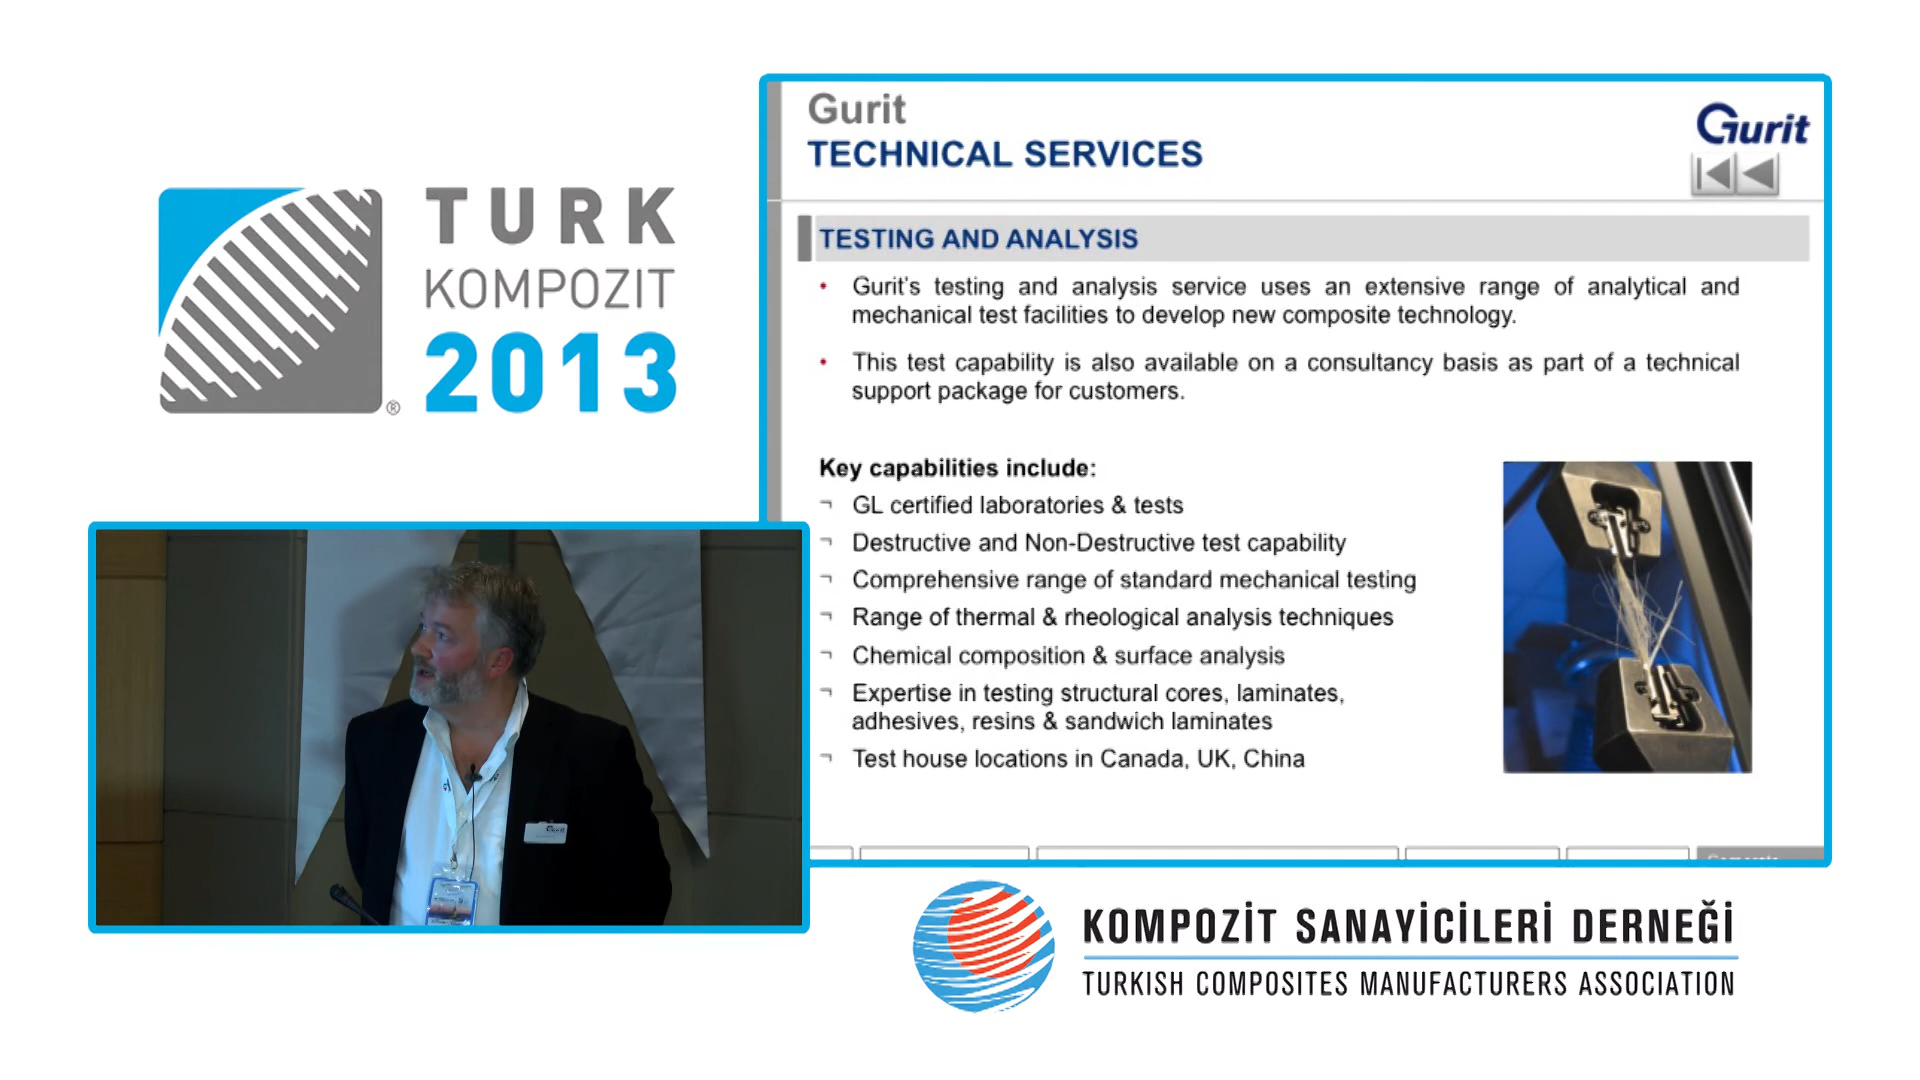 TURK
KOMPOZIT
2013
®
Gurit
TECHNICAL SERVICES
Gurit
TESTING AND ANALYSIS
• Gurit's testing and analysis service uses an extensive range of analytical and
mechanical test facilities to develop new composite technology.
• This test capability is also available on a consultancy basis as part of a technical
support package for customers.
Key capabilities include:
¬ GL certified laboratories & tests
¬ Destructive and Non-Destructive test capability
¬ Comprehensive range of standard mechanical testing
¬ Range of thermal & rheological analysis techniques
¬ Chemical composition & surface analysis
¬ Expertise in testing structural cores, laminates,
adhesives, resins & sandwich laminates
¬ Test house locations in Canada, UK, China
Gurit
KOMPOZİT SANAYİCİLERİ DERNEĞİ
TURKISH COMPOSITES MANUFACTURERS ASSOCIATION